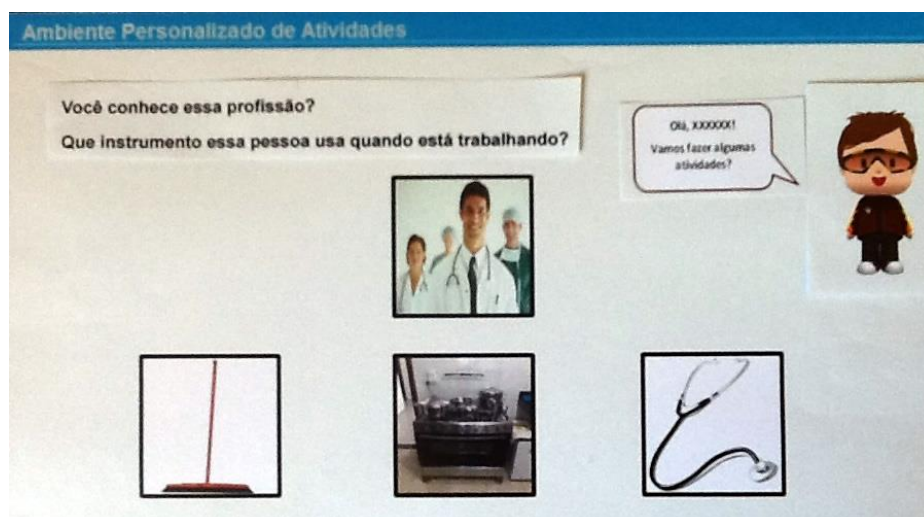 Ambiente Personalizado de Atividades
Você conhece essa profissão?
Que instrumento essa pessoa usa quando está trabalhando?
Olá, XXXXXX!
Vamos fazer algumas
atividades?